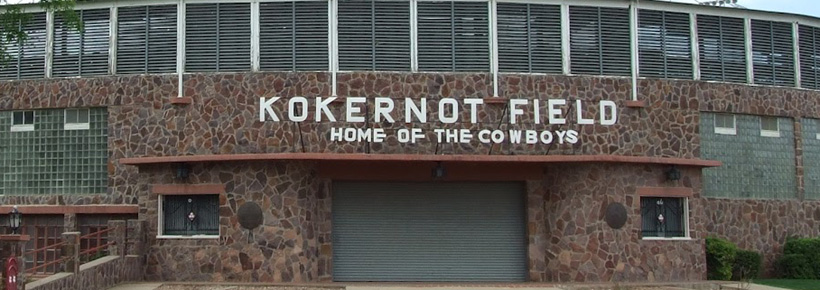 KOKERNOT FIELD
HOME OF THE COWBOYS